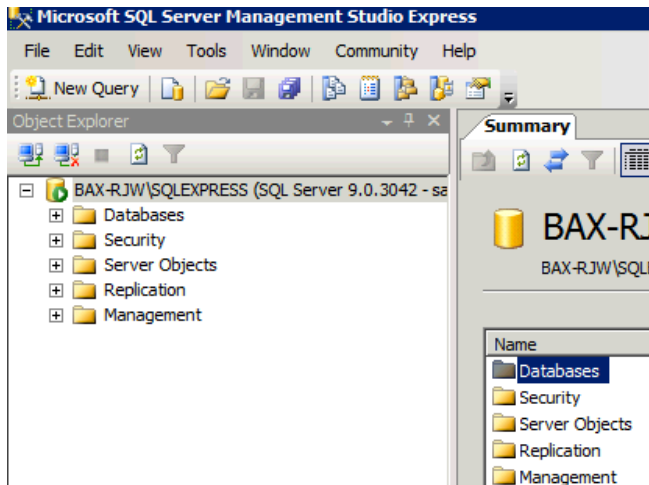 Microsoft SQL Server Management Studio Express
File Edit View Tools Window Community Help
New Query
Object Explorer
Summary
BAX-RJW\SQLEXPRESS (SQL Server 9.0.3042 - sa
Databases
Security
Server Objects
Replication
Management
BAX-RJ
BAX-RJW\SQL
Name
Databases
Security
Server Objects
Replication
Management